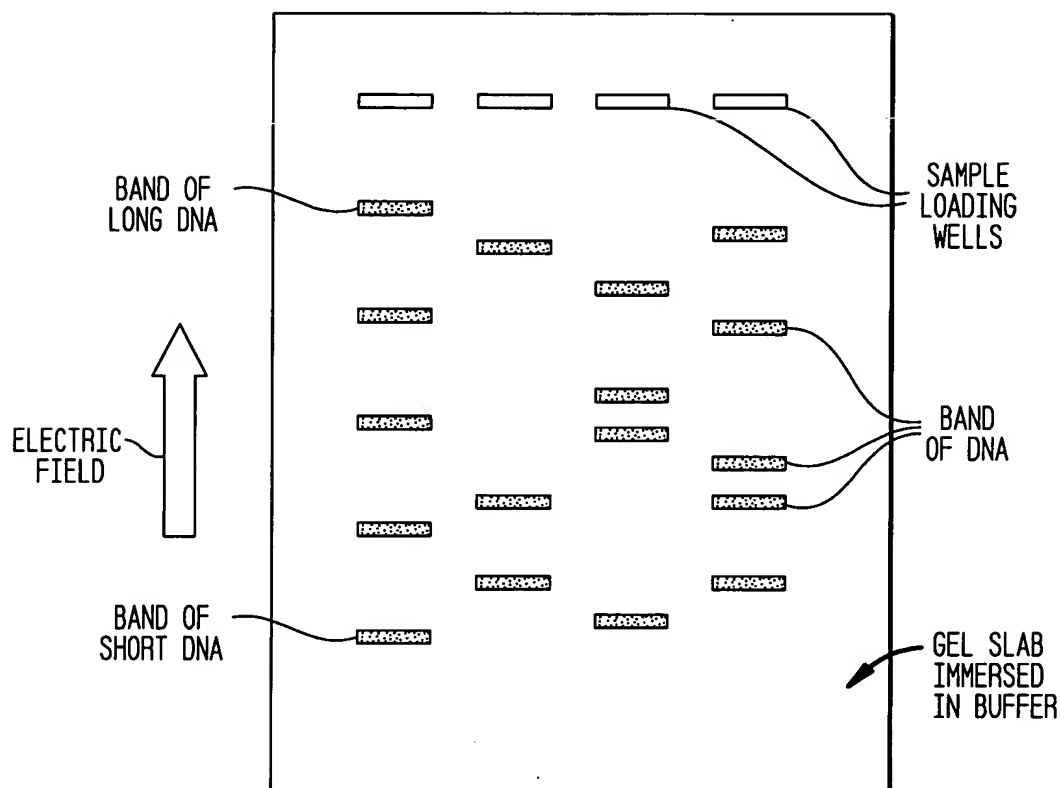 BAND OF
LONG DNA
SAMPLE
LOADING
WELLS
ELECTRIC
FIELD
BAND
OF DNA
BAND OF
SHORT DNA
GEL SLAB
IMMERSED
IN BUFFER